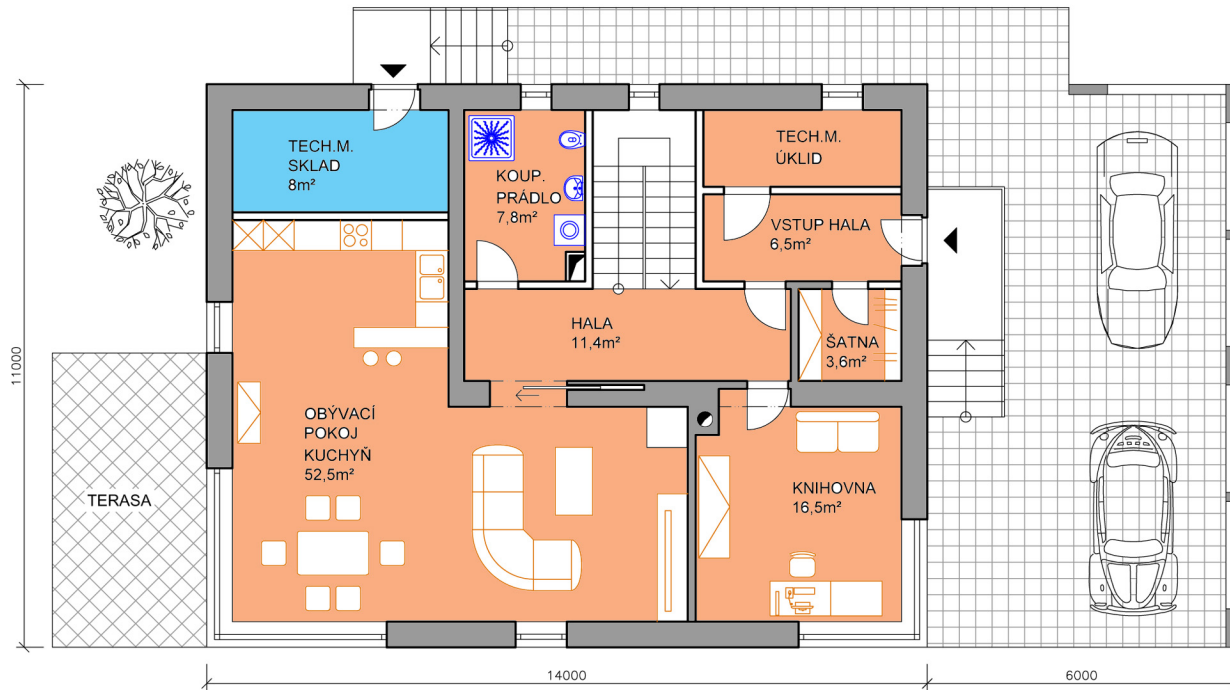 TECH.M.
SKLAD
8m²
KOUP.
PRÁDLO
7,8m²
TECH.M.
ÚKLID
VSTUP HALA
6,5m²
HALA
11,4m²
ŠATNA
3,6m²
OBÝVACÍ
POKOJ
KUCHYŇ
52,5m²
KNIHOVNA
16,5m²
TERASA
11000
14000
6000